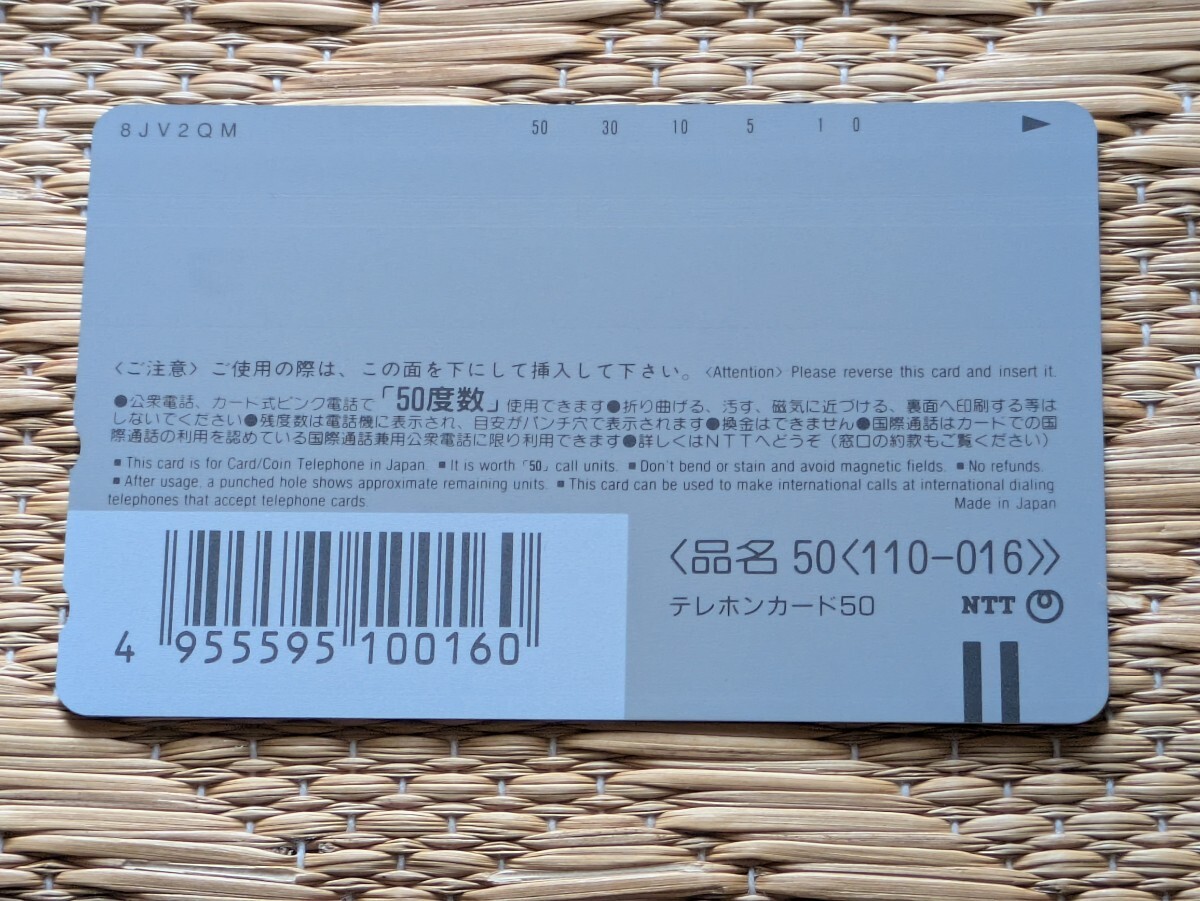 8JV2QM 50 30 10 5 1 0
〈ご注意〉ご使用の際は、この面を下にして挿入して下さい。〈Attention〉Please reverse this card and insert it.
●公衆電話、カード式ピンク電話で「50度数」使用できます●折り曲げる、汚す、磁気に近づける、裏面へ印刷する等は
しないでください●残度数は電話機に表示され、目安がパンチ穴で表示されます●換金はできません●国際通話はカードでの国
際通話の利用を認めている国際通話兼用公衆電話に限り利用できます●詳しくはNTTへどうぞ（窓口の約款もご覧ください）
■ This card is for Card/Coin Telephone in Japan. ■ It is worth「50」call units. ■ Don't bend or stain and avoid magnetic fields. ■ No refunds.
■ After usage, a punched hole shows approximate remaining units. ■ This card can be used to make international calls at international dialing
telephones that accept telephone cards. Made in Japan
〈品名 50〈110-016〉〉
テレホンカード50 NTT
4 955595 100160